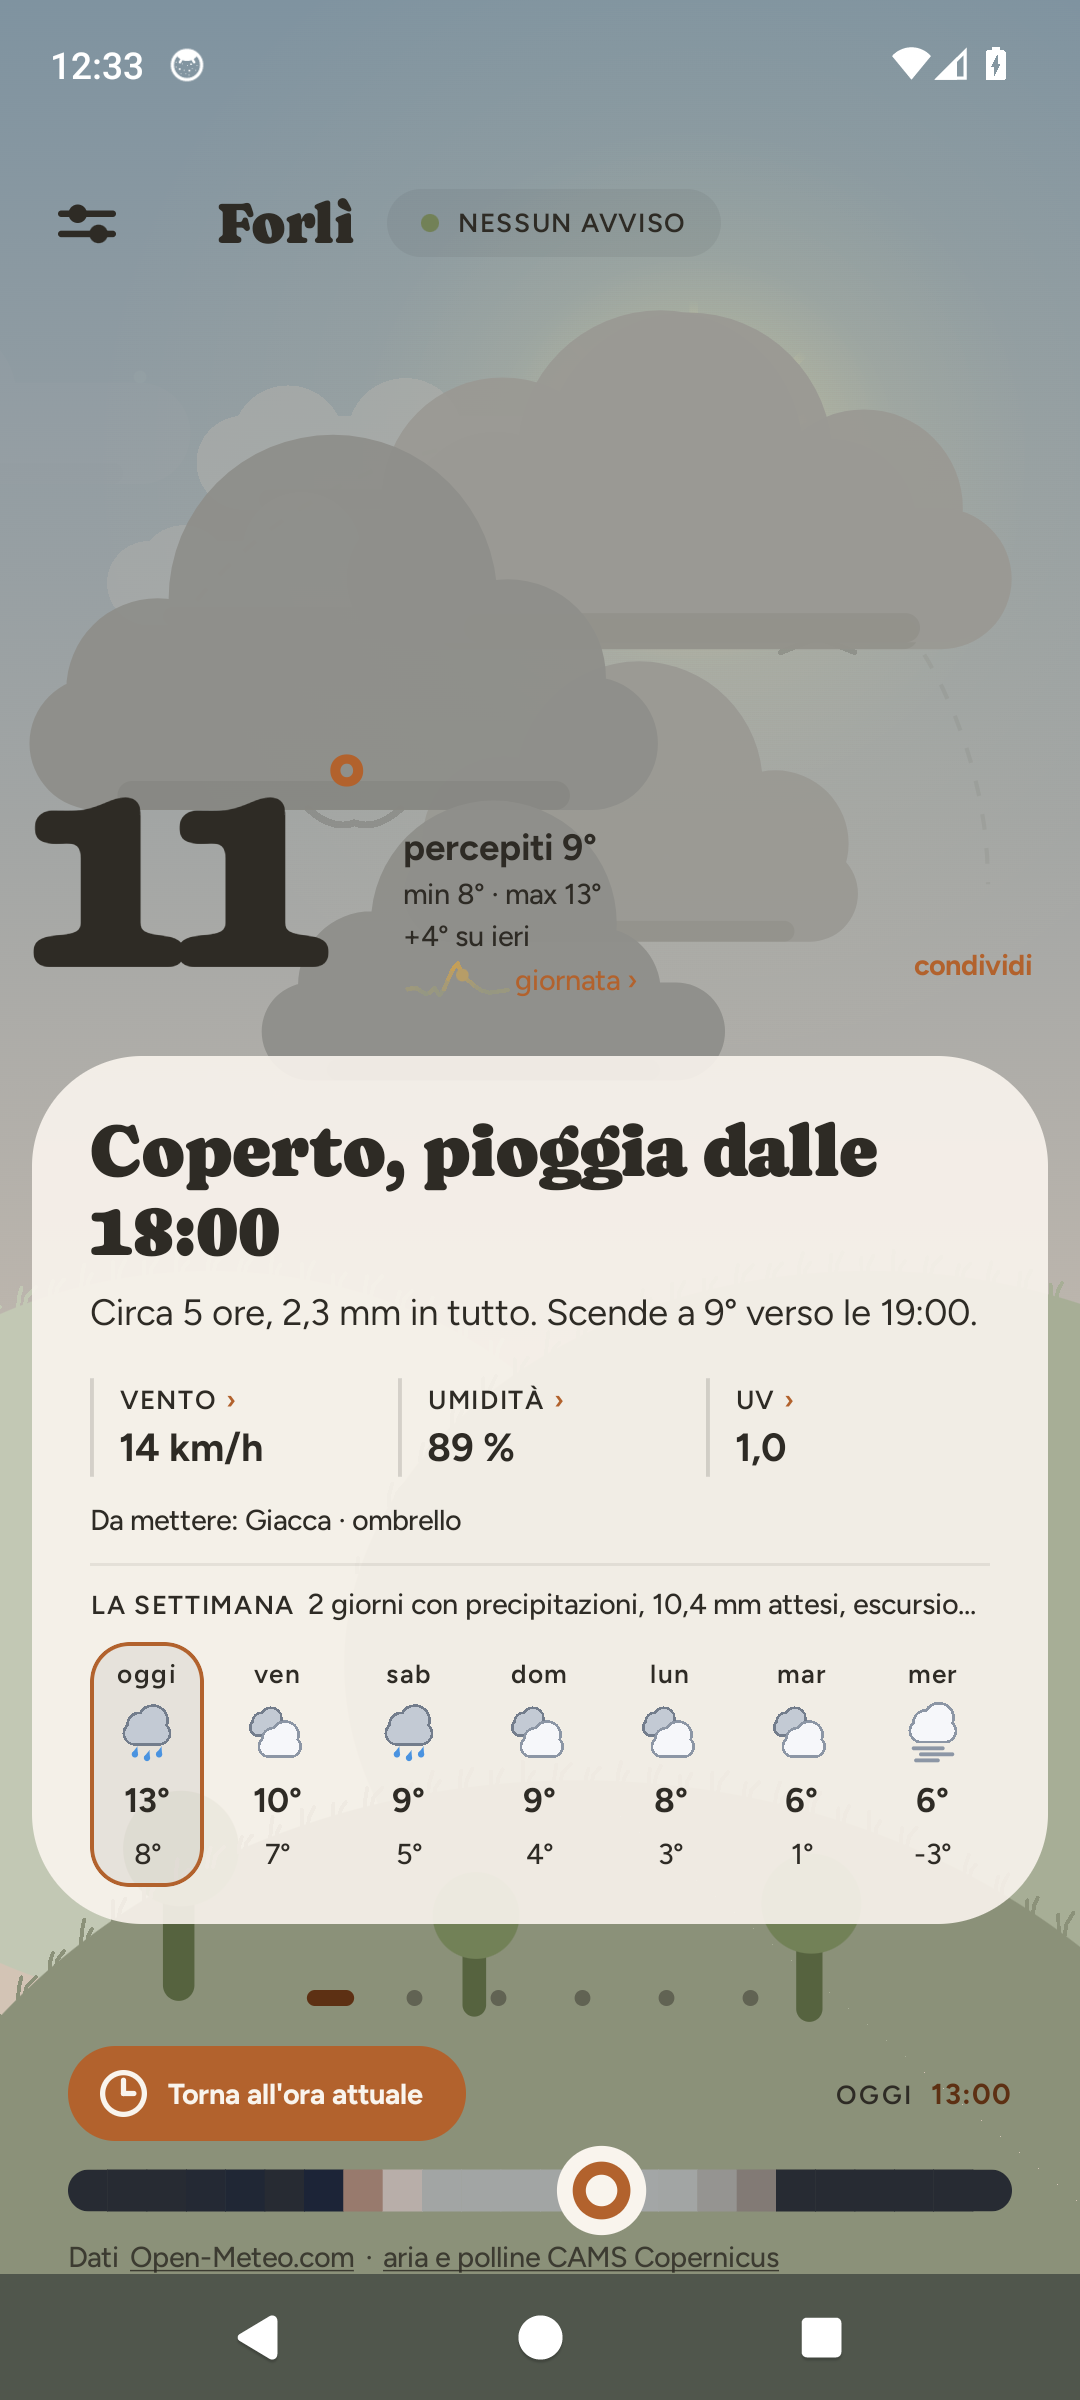 12:33
Forlì NESSUN AVVISO
11°
percepiti 9°
min 8° · max 13°
+4° su ieri
giornata ›
condividi
Coperto, pioggia dalle
18:00
Circa 5 ore, 2,3 mm in tutto. Scende a 9° verso le 19:00.
VENTO › UMIDITÀ › UV ›
14 km/h 89 % 1,0
Da mettere: Giacca · ombrello
LA SETTIMANA 2 giorni con precipitazioni, 10,4 mm attesi, escursio...
oggi ven sab dom lun mar mer
13° 10° 9° 9° 8° 6° 6°
8° 7° 5° 4° 3° 1° -3°
Torna all'ora attuale OGGI 13:00
Dati Open-Meteo.com · aria e polline CAMS Copernicus